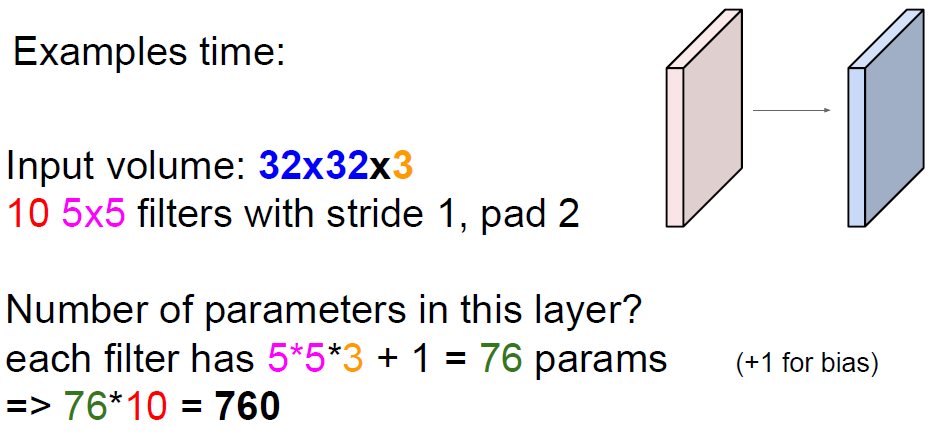 Examples time:
Input volume: 32x32x3
10 5x5 filters with stride 1, pad 2
Number of parameters in this layer?
each filter has 5*5*3 + 1 = 76 params (+1 for bias)
=> 76*10 = 760